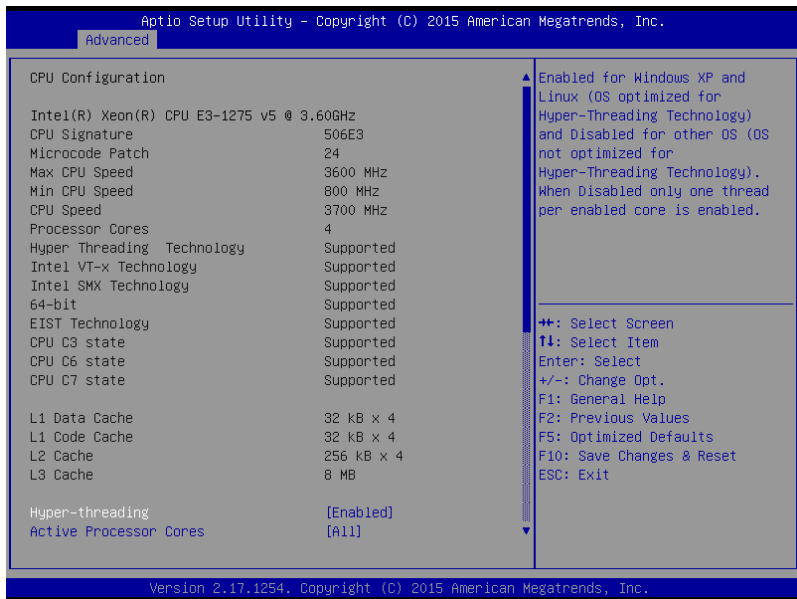 Aptio Setup Utility – Copyright (C) 2015 American Megatrends, Inc.
Advanced
CPU Configuration
Intel(R) Xeon(R) CPU E3-1275 v5 @ 3.60GHz
CPU Signature 506E3
Microcode Patch 24
Max CPU Speed 3600 MHz
Min CPU Speed 800 MHz
CPU Speed 3700 MHz
Processor Cores 4
Hyper Threading Technology Supported
Intel VT-x Technology Supported
Intel SMX Technology Supported
64-bit Supported
EIST Technology Supported
CPU C3 state Supported
CPU C6 state Supported
CPU C7 state Supported
L1 Data Cache 32 kB x 4
L1 Code Cache 32 kB x 4
L2 Cache 256 kB x 4
L3 Cache 8 MB
Hyper-threading [Enabled]
Active Processor Cores [All]
Enabled for Windows XP and
Linux (OS optimized for
Hyper-Threading Technology)
and Disabled for other OS (OS
not optimized for
Hyper-Threading Technology).
When Disabled only one thread
per enabled core is enabled.
→←: Select Screen
↑↓: Select Item
Enter: Select
+/-: Change Opt.
F1: General Help
F2: Previous Values
F5: Optimized Defaults
F10: Save Changes & Reset
ESC: Exit
Version 2.17.1254. Copyright (C) 2015 American Megatrends, Inc.